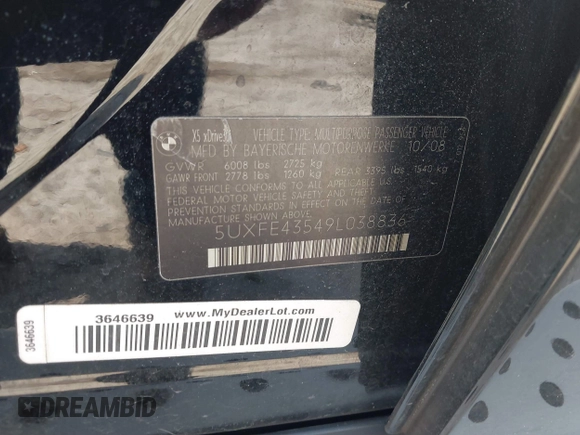 X5 xDrive30i VEHICLE TYPE: MULTIPURPOSE PASSENGER VEHICLE
MFD BY BAYERISCHE MOTORENWERKE 10/08
GVWR 6008 lbs 2725 kg
GAWR FRONT 2778 lbs 1260 kg REAR 3395 lbs 1540 kg
THIS VEHICLE CONFORMS TO ALL APPLICABLE
FEDERAL MOTOR VEHICLE SAFETY, AND THEFT
PREVENTION STANDARDS IN EFFECT ON THE DATE OF
MANUFACTURE SHOWN ABOVE.
5UXFE43549L038836
3646639
3646639 www.MyDealerLot.com
DREAMBID